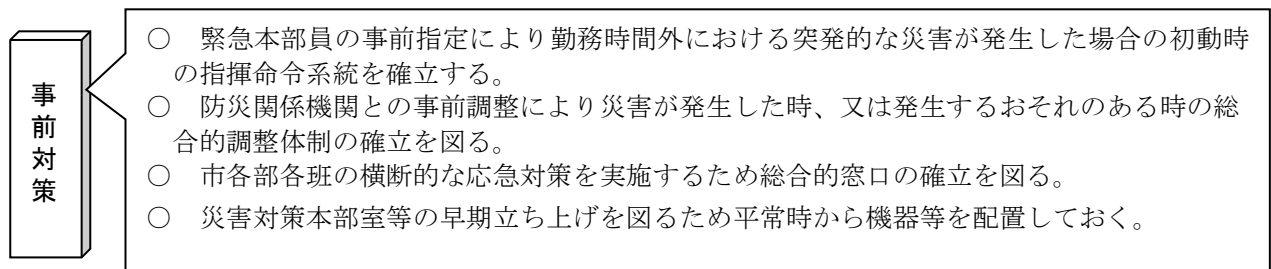 事前対策
○　緊急本部員の事前指定により勤務時間外における突発的な災害が発生した場合の初動時
の指揮命令系統を確立する。
○　防災関係機関との事前調整により災害が発生した時、又は発生するおそれのある時の総
合的調整体制の確立を図る。
○　市各部各班の横断的な応急対策を実施するため総合的窓口の確立を図る。
○　災害対策本部室等の早期立ち上げを図るため平常時から機器等を配置しておく。